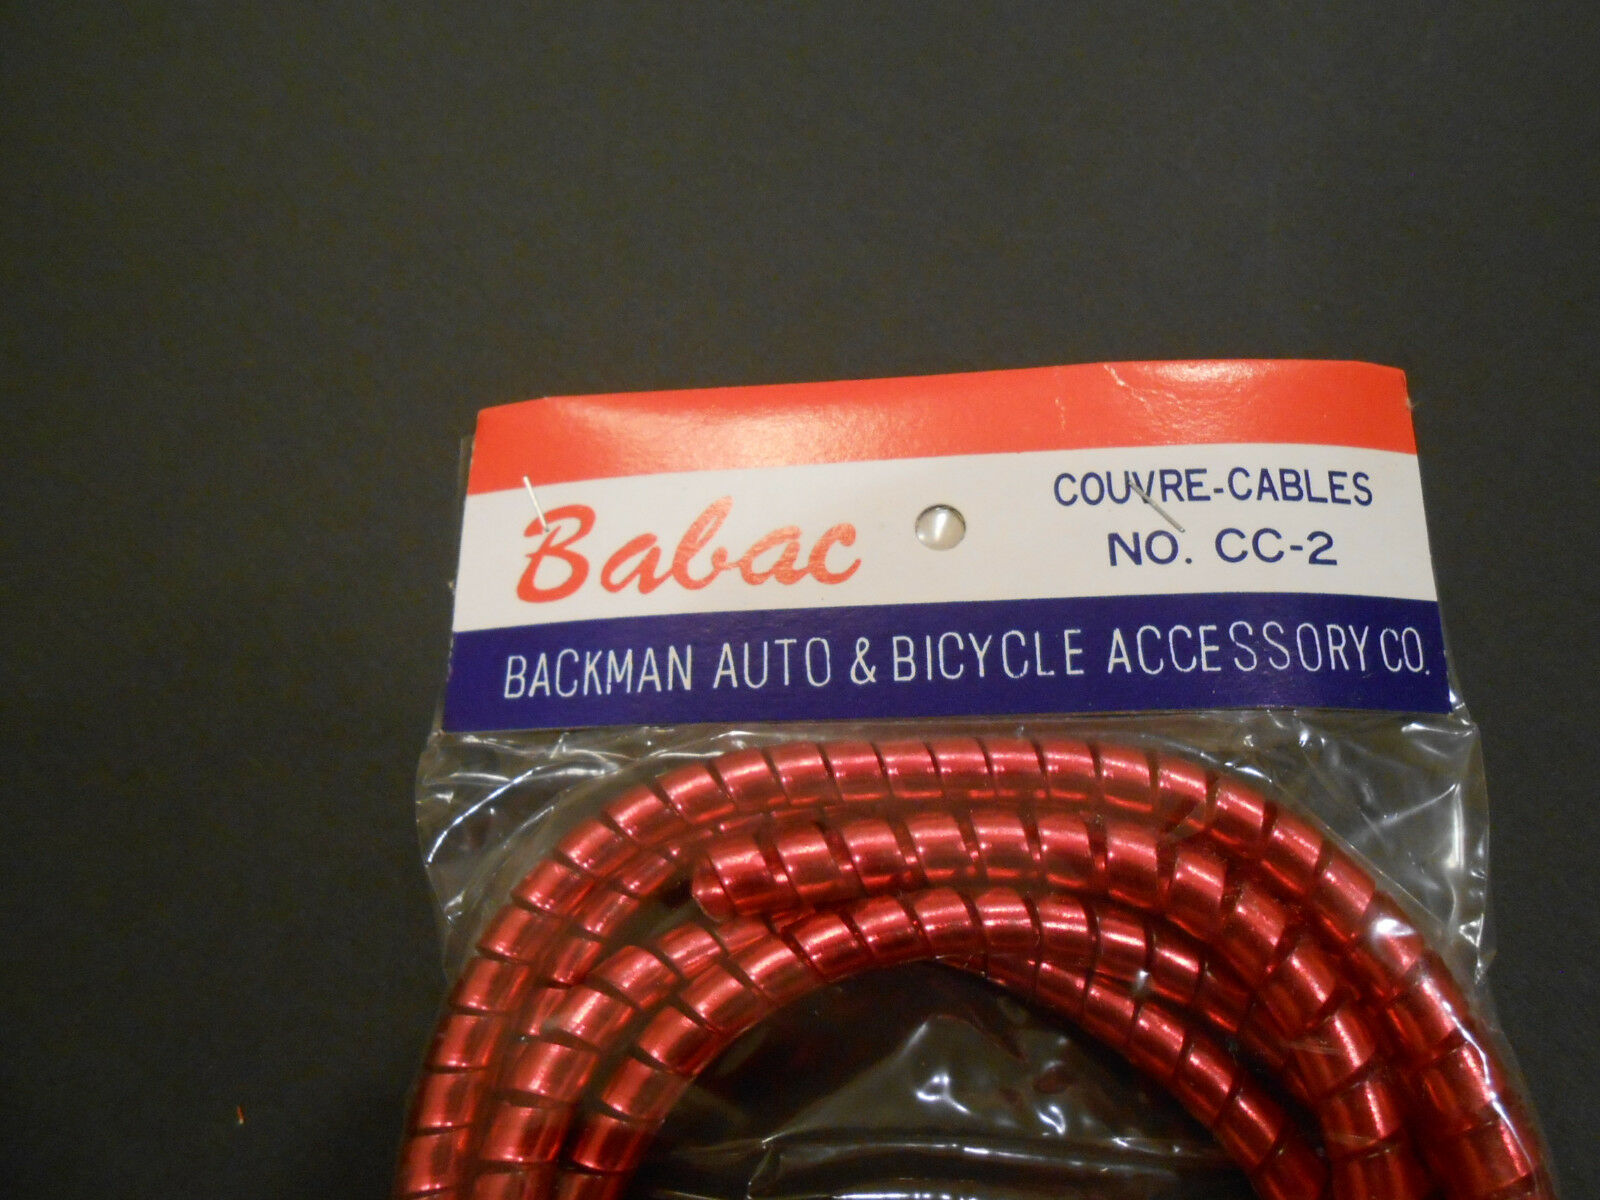 Babac
COUVRE-CABLES
NO. CC-2
BACKMAN AUTO & BICYCLE ACCESSORY CO.